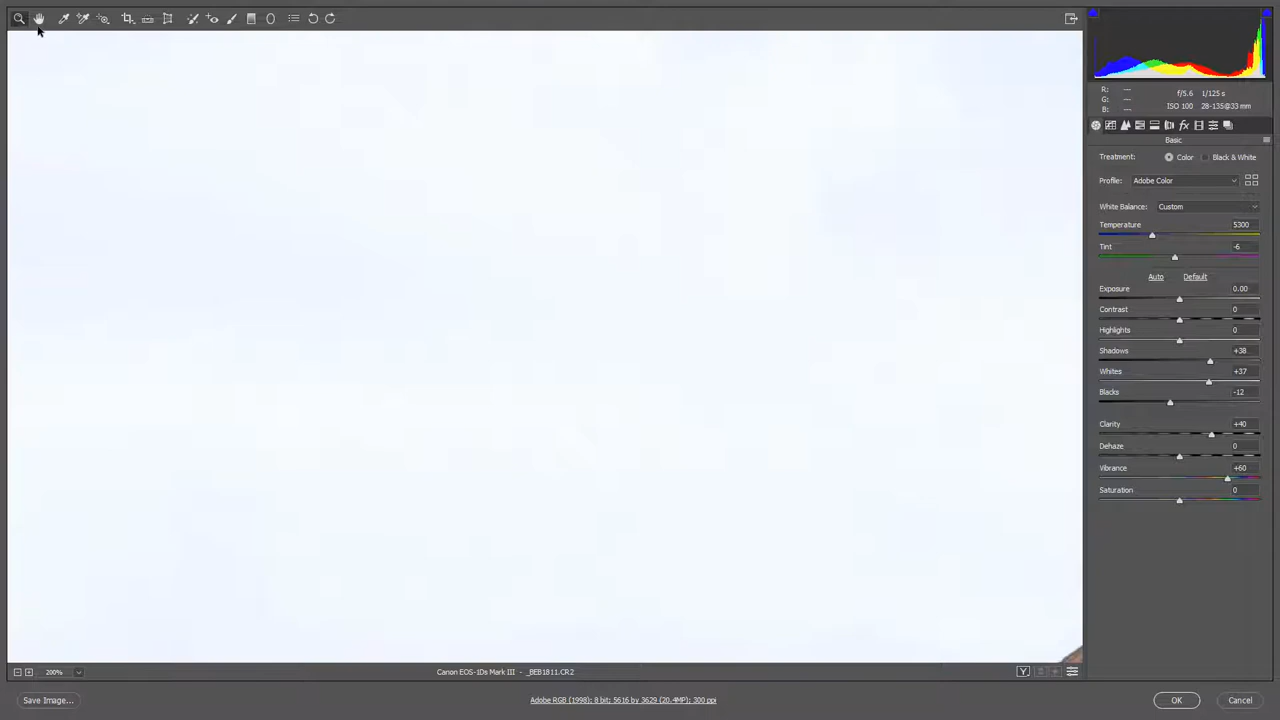 R: ---
G: ---
B: ---
f/5.6 1/125 s
ISO 100 28-135@33 mm
fx
Basic
Treatment: Color Black & White
Profile: Adobe Color
White Balance: Custom
Temperature 5300
Tint -6
Auto Default
Exposure 0.00
Contrast 0
Highlights 0
Shadows +38
Whites +37
Blacks -12
Clarity +40
Dehaze 0
Vibrance +60
Saturation 0
200% Canon EOS-1Ds Mark III - _BEB1811.CR2 Y
Save Image... Adobe RGB (1998); 8 bit; 5616 by 3629 (20.4MP); 300 ppi OK Cancel